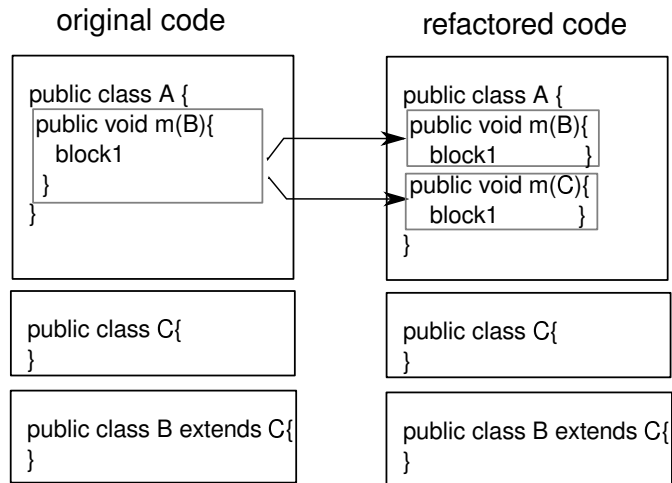 original code
public class A {
public void m(B){
block1
}
}
public class C{
}
public class B extends C{
}
refactored code
public class A {
public void m(B){
block1 }
public void m(C){
block1 }
}
public class C{
}
public class B extends C{
}